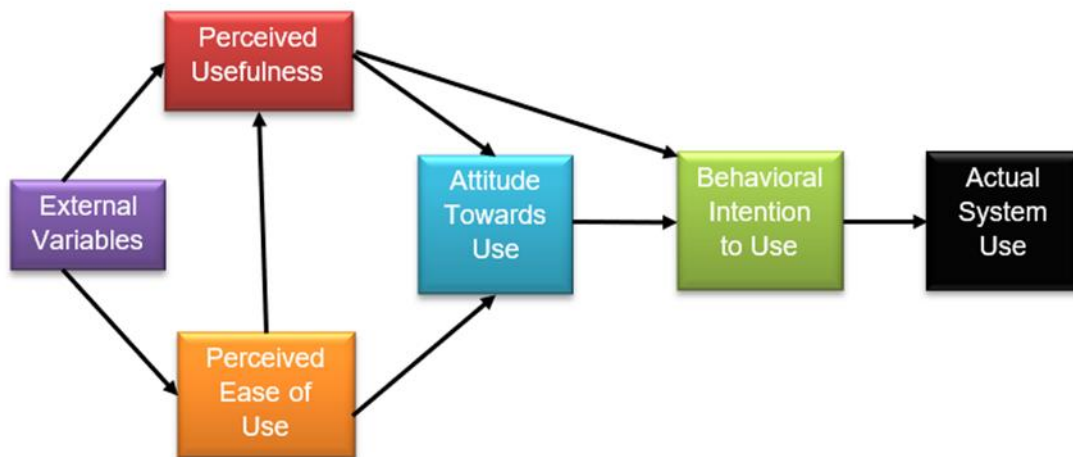 Perceived
Usefulness
External
Variables
Attitude
Towards
Use
Behavioral
Intention
to Use
Actual
System
Use
Perceived
Ease of
Use